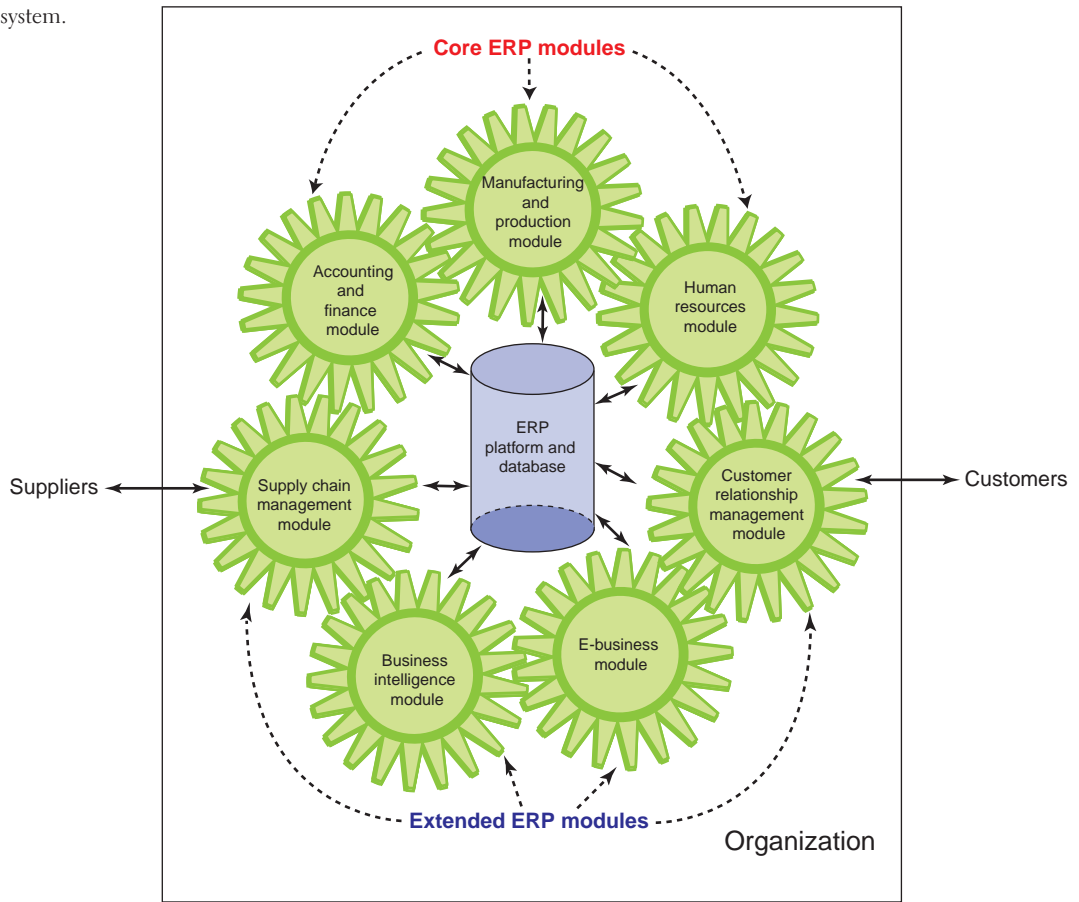 system.
Core ERP modules
Manufacturing
and
production
module
Accounting
and
finance
module
Human
resources
module
ERP
platform and
database
Suppliers
Supply chain
management
module
Customer
relationship
management
module
Customers
Business
intelligence
module
E-business
module
Extended ERP modules
Organization